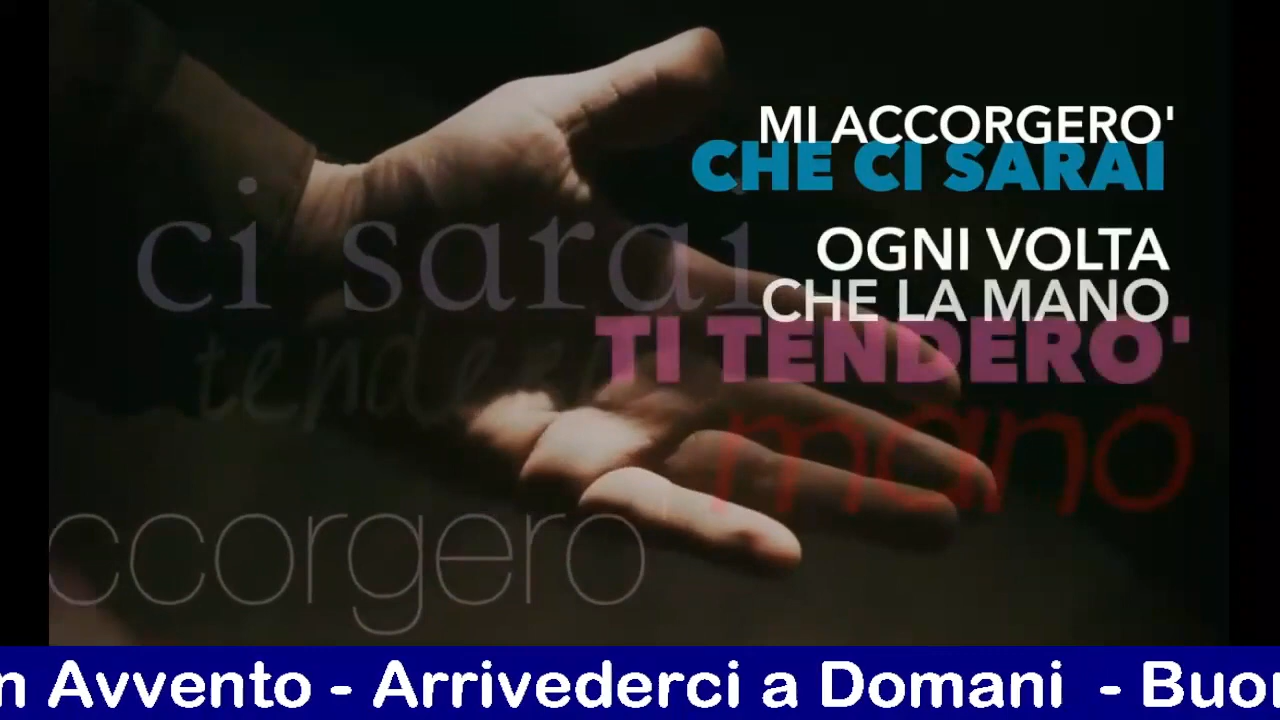 MI ACCORGERO'
CHE CI SARAI
OGNI VOLTA
CHE LA MANO
TI TENDERO'
ci sarai
mano
ccorgero
n Avvento - Arrivederci a Domani - Buon